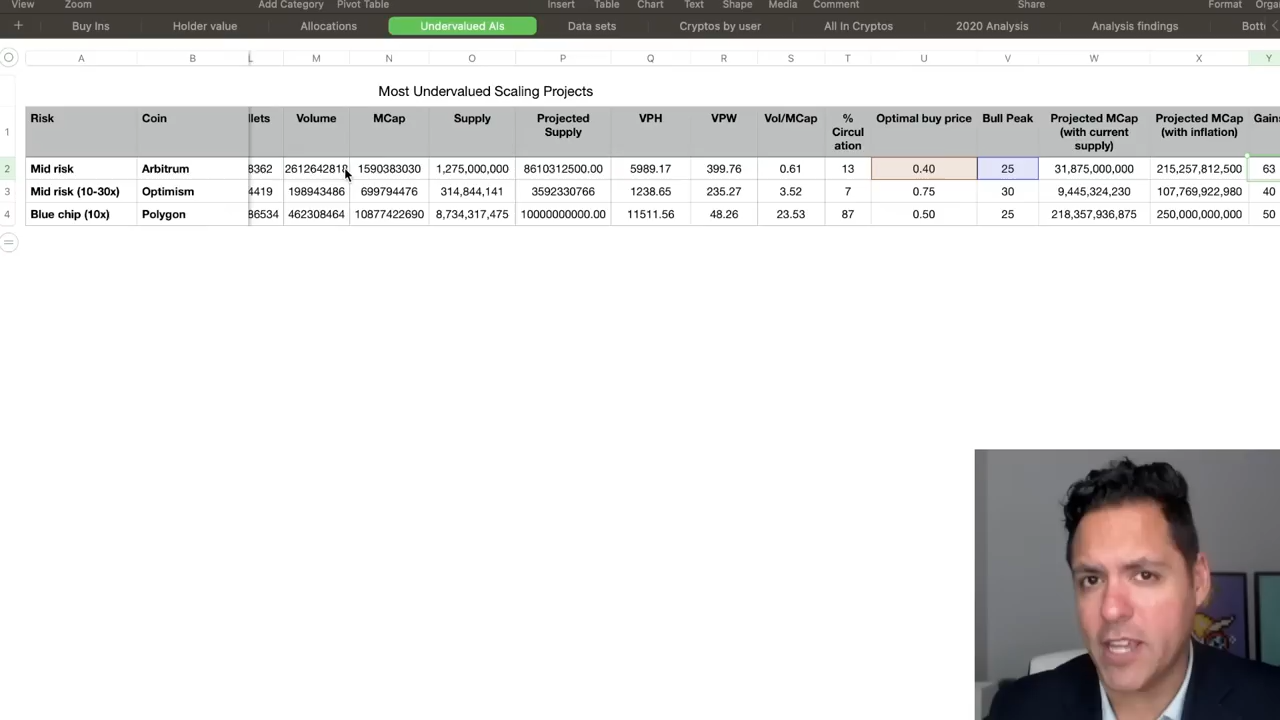 View Zoom Add Category Pivot Table Insert Table Chart Text Shape Media Comment Share Format
+ Buy Ins Holder value Allocations Undervalued AIs Data sets Cryptos by user All In Cryptos 2020 Analysis Analysis findings
A B L M N O P Q R S T U V W X Y
Most Undervalued Scaling Projects
1 Risk Coin llets Volume MCap Supply Projected Supply VPH VPW Vol/MCap % Circulation Optimal buy price Bull Peak Projected MCap (with current supply) Projected MCap (with inflation) Gains
2 Mid risk Arbitrum 8362 2612642818 1590383030 1,275,000,000 8610312500.00 5989.17 399.76 0.61 13 0.40 25 31,875,000,000 215,257,812,500 63
3 Mid risk (10-30x) Optimism 4419 198943486 699794476 314,844,141 3592330766 1238.65 235.27 3.52 7 0.75 30 9,445,324,230 107,769,922,980 40
4 Blue chip (10x) Polygon 86534 462308464 10877422690 8,734,317,475 10000000000.00 11511.56 48.26 23.53 87 0.50 25 218,357,936,875 250,000,000,000 50